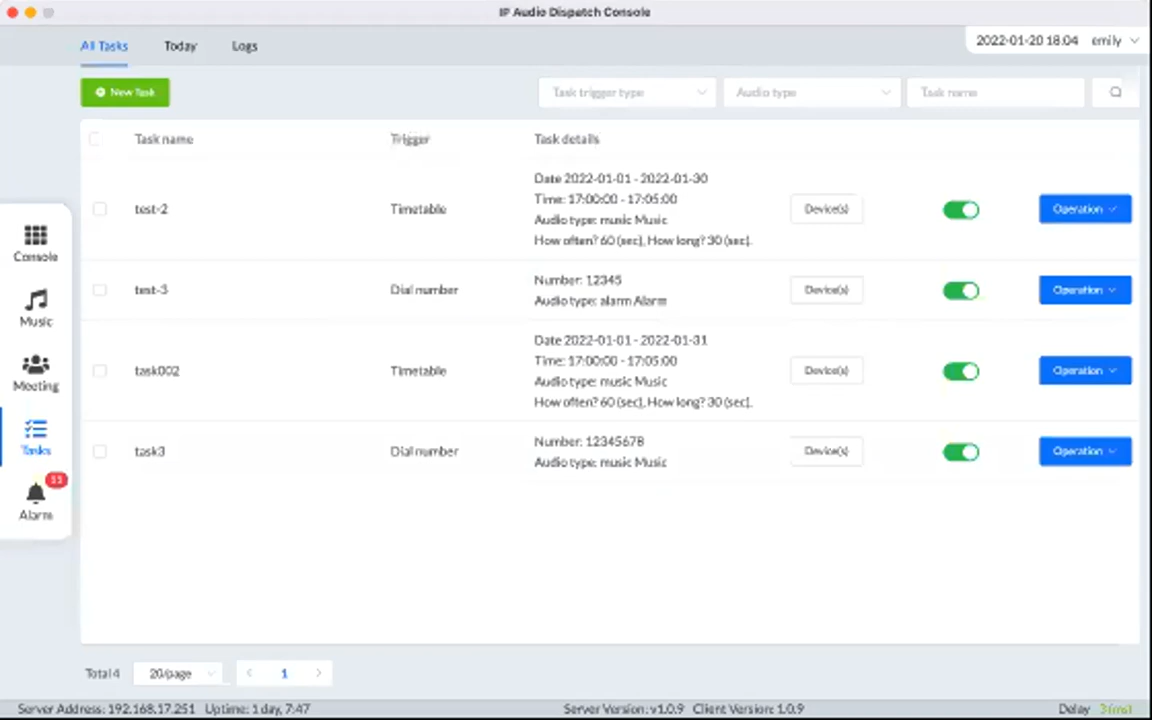 IP Audio Dispatch Console
All Tasks Today Logs
2022-01-20 18:04 emily
New Task
Task trigger type Audio type Task name
Task name Trigger Task details
test-2 Timetable
Date 2022-01-01 - 2022-01-30
Time: 17:00:00 - 17:05:00
Audio type: music Music
How often? 60 (sec), How long? 30 (sec).
Device(s) Operation
test-3 Dial number
Number: 12345
Audio type: alarm Alarm
Device(s) Operation
task002 Timetable
Date 2022-01-01 - 2022-01-31
Time: 17:00:00 - 17:05:00
Audio type: music Music
How often? 60 (sec), How long? 30 (sec).
Device(s) Operation
task3 Dial number
Number: 12345678
Audio type: music Music
Device(s) Operation
Console
Music
Meeting
Tasks
11
Alarm
Total 4 20/page 1
Server Address: 192.168.17.251 Uptime: 1 day, 7:47 Server Version: v1.0.9 Client Version: 1.0.9 Delay 3(ms)